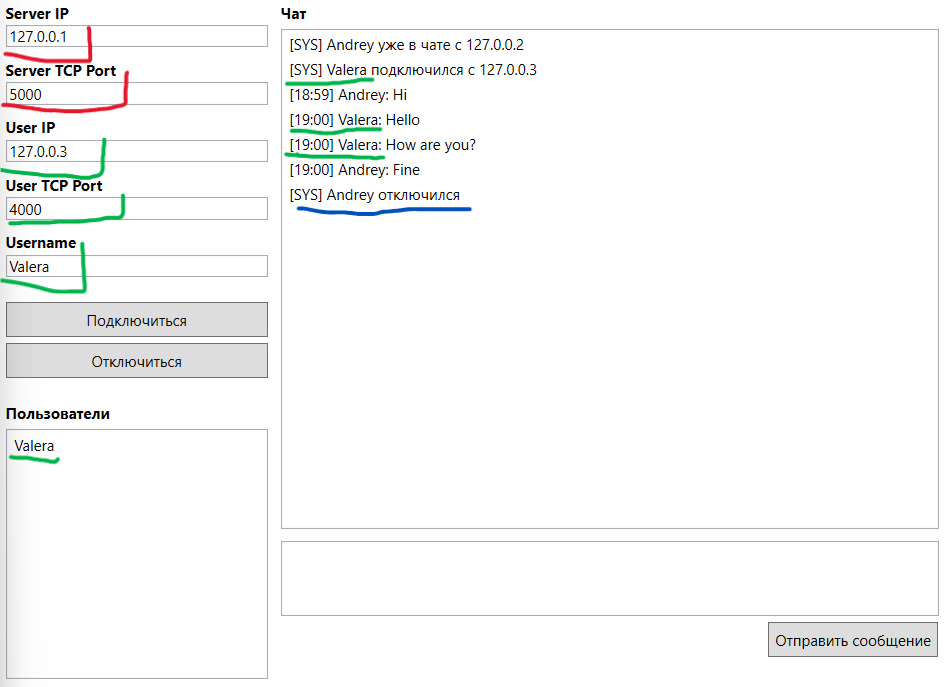 Server IP
127.0.0.1
Server TCP Port
5000
User IP
127.0.0.3
User TCP Port
4000
Username
Valera
Подключиться
Отключиться
Пользователи
Valera
Чат
[SYS] Andrey уже в чате с 127.0.0.2
[SYS] Valera подключился с 127.0.0.3
[18:59] Andrey: Hi
[19:00] Valera: Hello
[19:00] Valera: How are you?
[19:00] Andrey: Fine
[SYS] Andrey отключился
Отправить сообщение